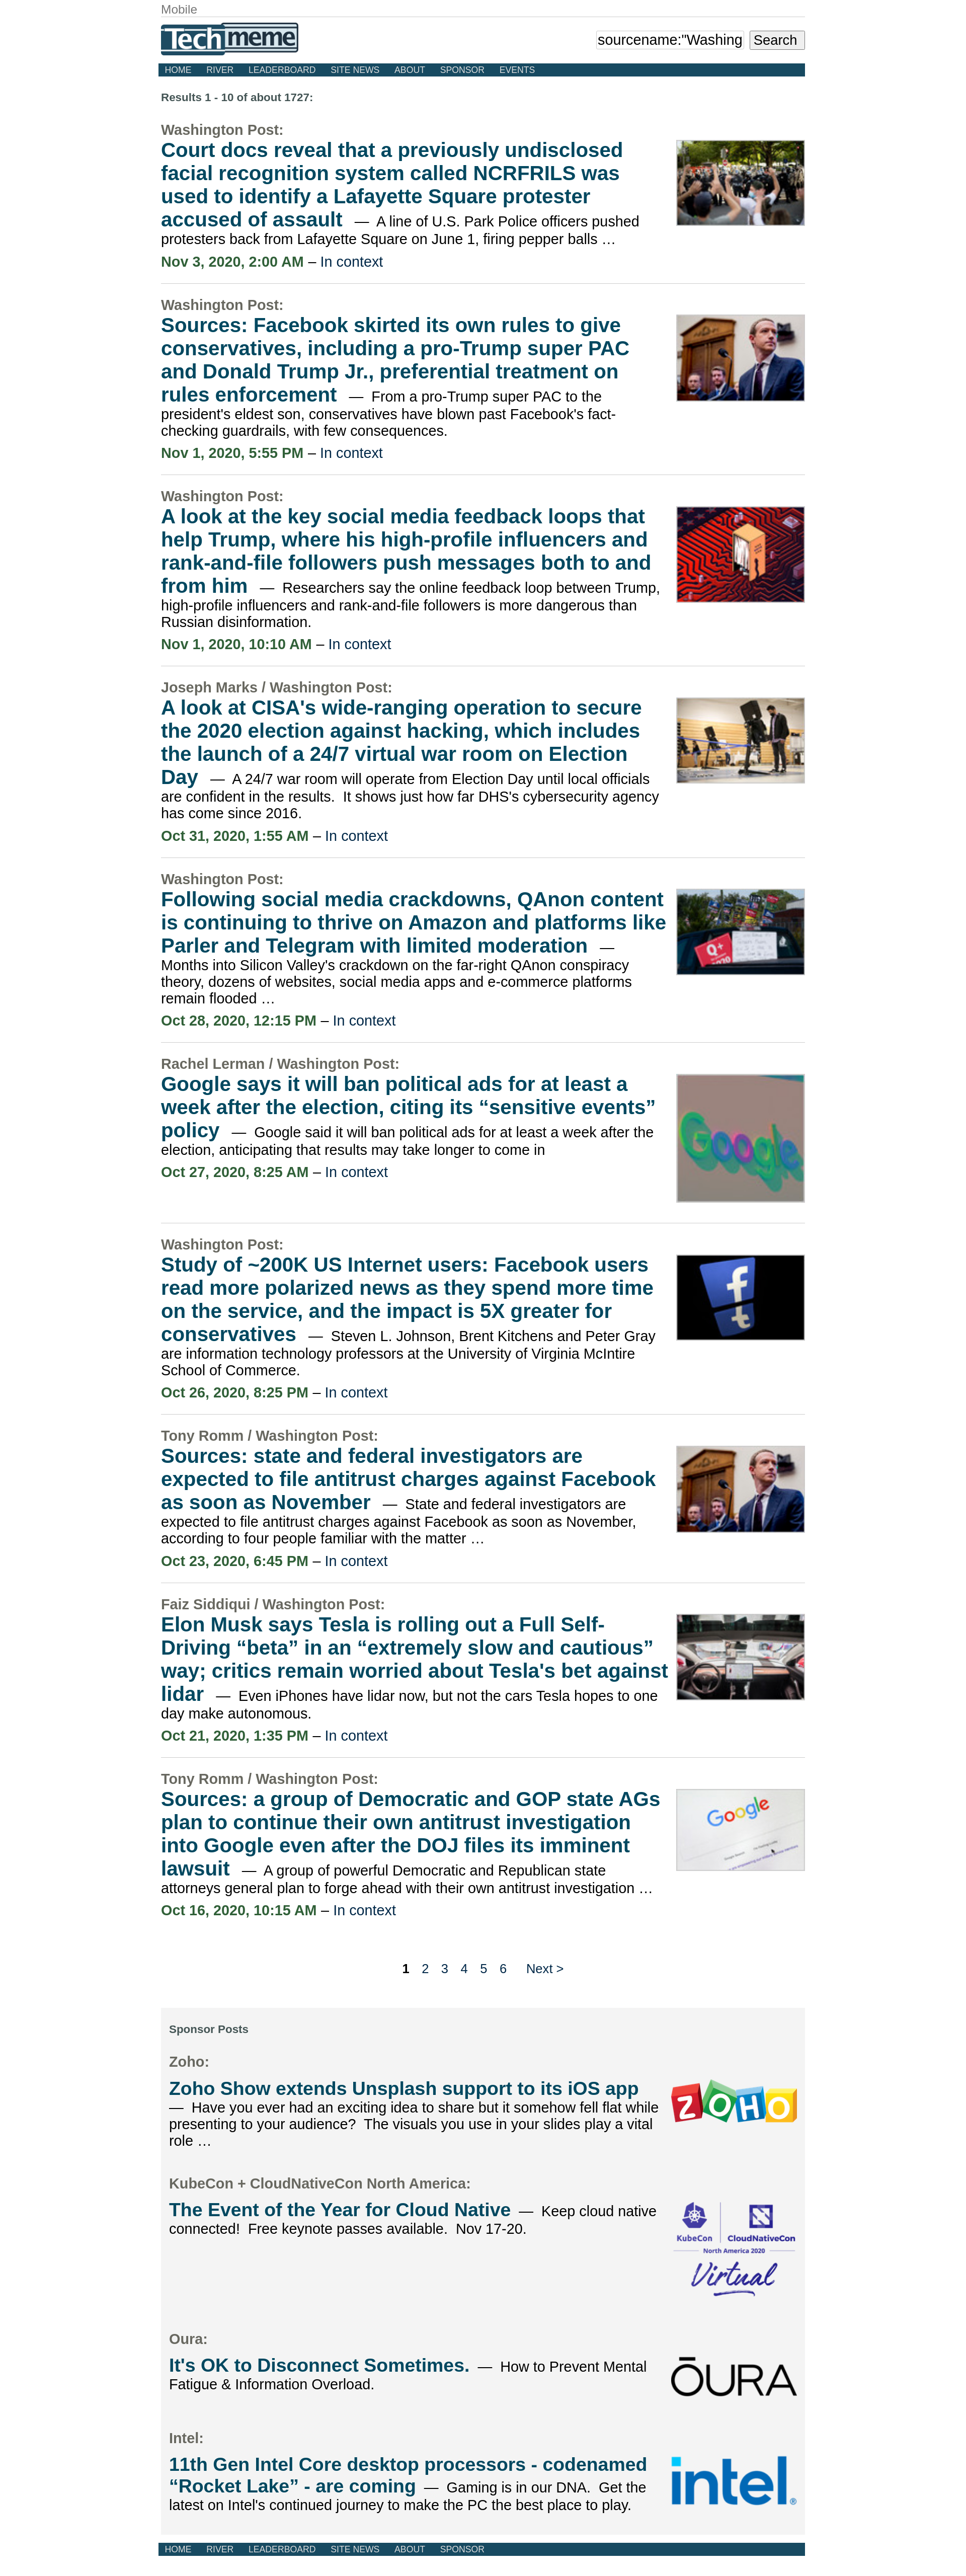 Mobile
Techmeme
sourcename:"Washing
Search
HOME RIVER LEADERBOARD SITE NEWS ABOUT SPONSOR EVENTS
Results 1 - 10 of about 1727:
Washington Post:
Court docs reveal that a previously undisclosed
facial recognition system called NCRFRILS was
used to identify a Lafayette Square protester
accused of assault — A line of U.S. Park Police officers pushed
protesters back from Lafayette Square on June 1, firing pepper balls …
Nov 3, 2020, 2:00 AM – In context
Washington Post:
Sources: Facebook skirted its own rules to give
conservatives, including a pro-Trump super PAC
and Donald Trump Jr., preferential treatment on
rules enforcement — From a pro-Trump super PAC to the
president's eldest son, conservatives have blown past Facebook's fact-
checking guardrails, with few consequences.
Nov 1, 2020, 5:55 PM – In context
Washington Post:
A look at the key social media feedback loops that
help Trump, where his high-profile influencers and
rank-and-file followers push messages both to and
from him — Researchers say the online feedback loop between Trump,
high-profile influencers and rank-and-file followers is more dangerous than
Russian disinformation.
Nov 1, 2020, 10:10 AM – In context
Joseph Marks / Washington Post:
A look at CISA's wide-ranging operation to secure
the 2020 election against hacking, which includes
the launch of a 24/7 virtual war room on Election
Day — A 24/7 war room will operate from Election Day until local officials
are confident in the results. It shows just how far DHS's cybersecurity agency
has come since 2016.
Oct 31, 2020, 1:55 AM – In context
Washington Post:
Following social media crackdowns, QAnon content
is continuing to thrive on Amazon and platforms like
Parler and Telegram with limited moderation —
Months into Silicon Valley's crackdown on the far-right QAnon conspiracy
theory, dozens of websites, social media apps and e-commerce platforms
remain flooded …
Q+
Oct 28, 2020, 12:15 PM – In context
Rachel Lerman / Washington Post:
Google says it will ban political ads for at least a
week after the election, citing its “sensitive events”
policy — Google said it will ban political ads for at least a week after the
election, anticipating that results may take longer to come in
Google
Oct 27, 2020, 8:25 AM – In context
Washington Post:
Study of ~200K US Internet users: Facebook users
read more polarized news as they spend more time
on the service, and the impact is 5X greater for
conservatives — Steven L. Johnson, Brent Kitchens and Peter Gray
are information technology professors at the University of Virginia McIntire
School of Commerce.
f
Oct 26, 2020, 8:25 PM – In context
Tony Romm / Washington Post:
Sources: state and federal investigators are
expected to file antitrust charges against Facebook
as soon as November — State and federal investigators are
expected to file antitrust charges against Facebook as soon as November,
according to four people familiar with the matter …
Oct 23, 2020, 6:45 PM – In context
Faiz Siddiqui / Washington Post:
Elon Musk says Tesla is rolling out a Full Self-
Driving “beta” in an “extremely slow and cautious”
way; critics remain worried about Tesla's bet against
lidar — Even iPhones have lidar now, but not the cars Tesla hopes to one
day make autonomous.
Oct 21, 2020, 1:35 PM – In context
Tony Romm / Washington Post:
Sources: a group of Democratic and GOP state AGs
plan to continue their own antitrust investigation
into Google even after the DOJ files its imminent
lawsuit — A group of powerful Democratic and Republican state
attorneys general plan to forge ahead with their own antitrust investigation …
Google
Oct 16, 2020, 10:15 AM – In context
1 2 3 4 5 6 Next >
Sponsor Posts
Zoho:
Zoho Show extends Unsplash support to its iOS app
— Have you ever had an exciting idea to share but it somehow fell flat while
presenting to your audience? The visuals you use in your slides play a vital
role …
ZOHO
KubeCon + CloudNativeCon North America:
The Event of the Year for Cloud Native — Keep cloud native
connected! Free keynote passes available. Nov 17-20.
KubeCon CloudNativeCon
North America 2020
Virtual
Oura:
It's OK to Disconnect Sometimes. — How to Prevent Mental
Fatigue & Information Overload.
ŌURA
Intel:
11th Gen Intel Core desktop processors - codenamed
“Rocket Lake” - are coming — Gaming is in our DNA. Get the
latest on Intel's continued journey to make the PC the best place to play.
intel®
HOME RIVER LEADERBOARD SITE NEWS ABOUT SPONSOR